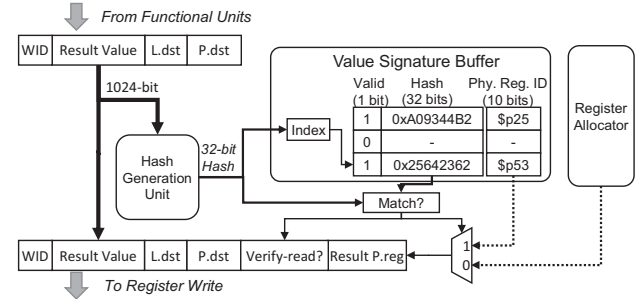 From Functional Units
WID Result Value L.dst P.dst
1024-bit
Hash
Generation
Unit
32-bit
Hash
Value Signature Buffer
Valid Hash Phy. Reg. ID
(1 bit) (32 bits) (10 bits)
Index
1 0xA09344B2 $p25
0 - -
1 0x25642362 $p53
Register
Allocator
Match?
WID Result Value L.dst P.dst Verify-read? Result P.reg
1
0
To Register Write